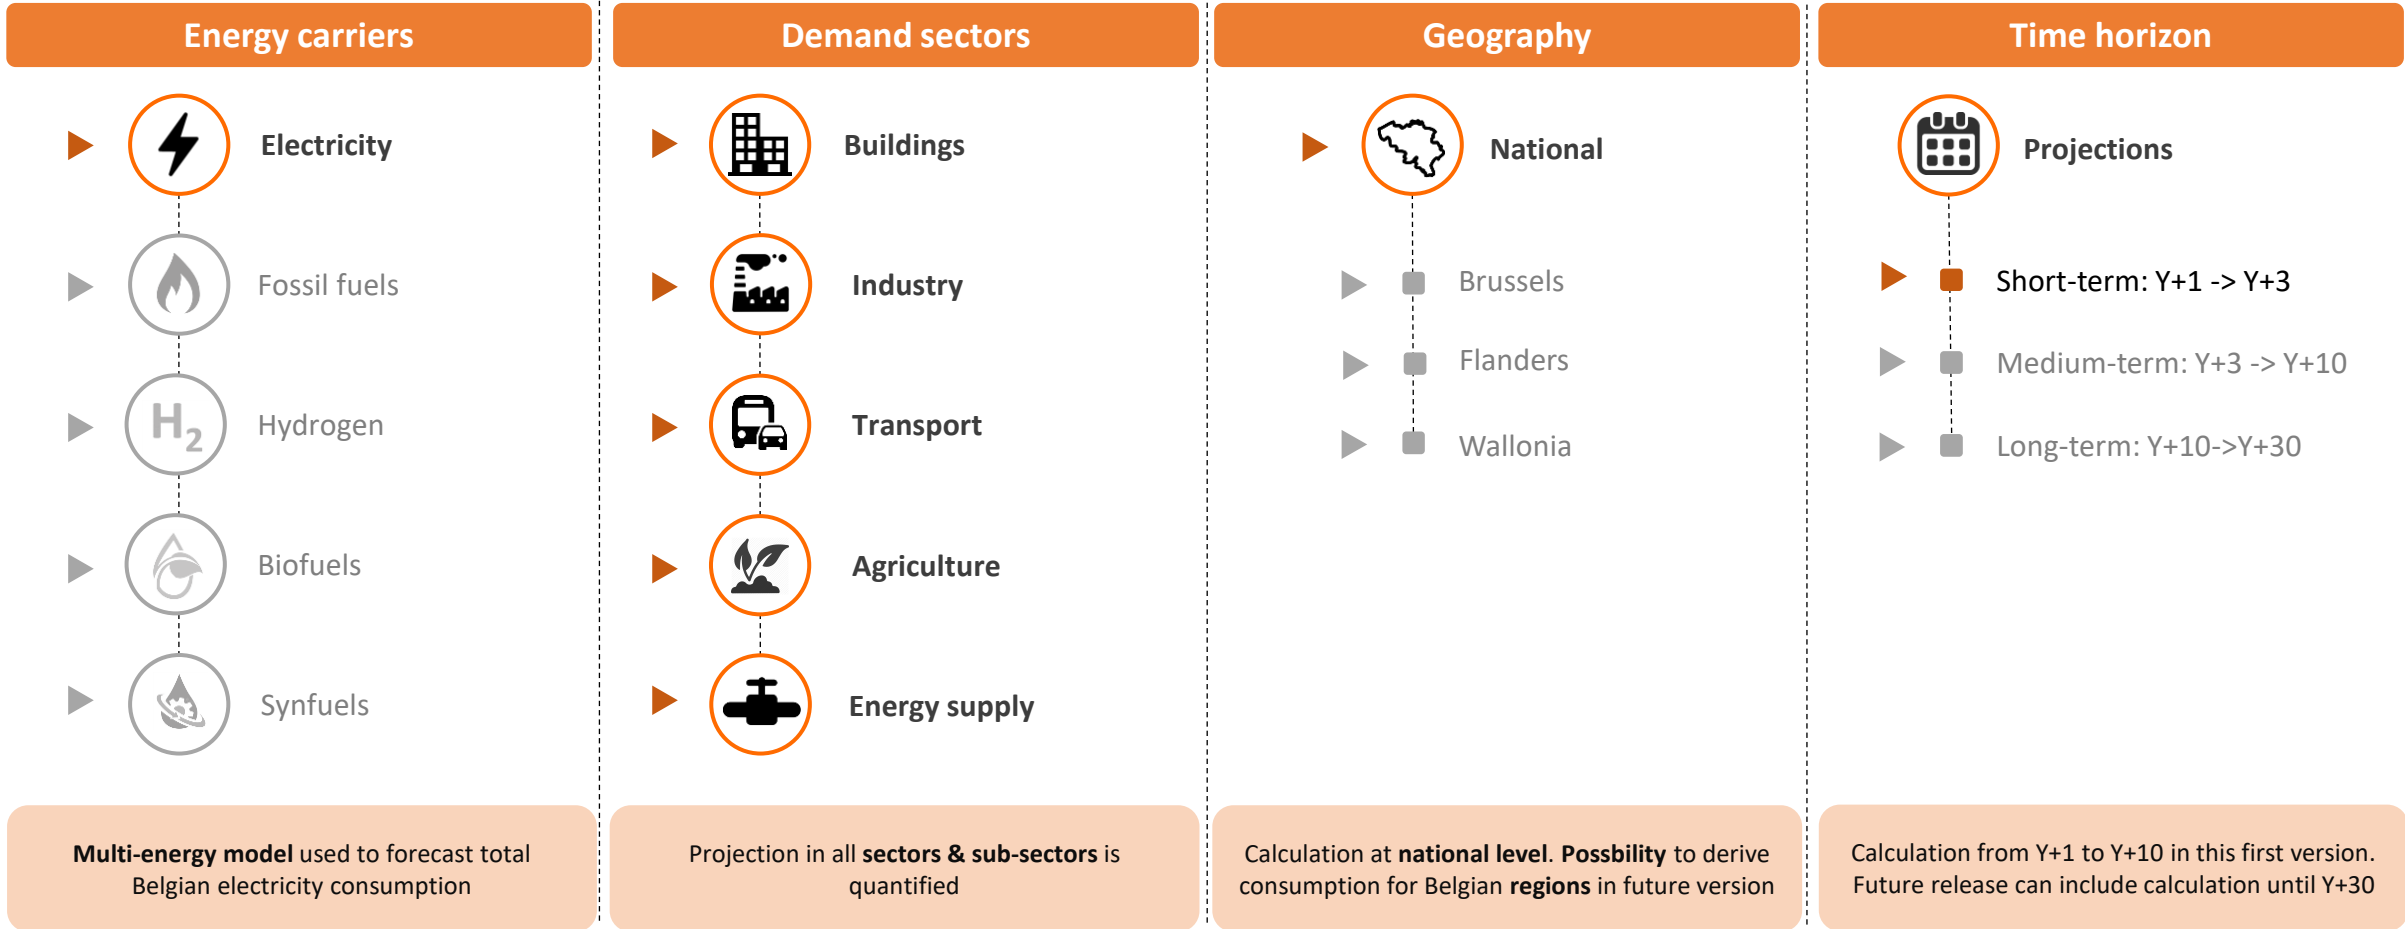 Energy carriers
Electricity
Fossil fuels
H2
Hydrogen
Biofuels
Synfuels
Multi-energy model used to forecast total
Belgian electricity consumption
Demand sectors
Buildings
Industry
Transport
Agriculture
Energy supply
Projection in all sectors & sub-sectors is
quantified
Geography
National
Brussels
Flanders
Wallonia
Calculation at national level. Possbility to derive
consumption for Belgian regions in future version
Time horizon
Projections
Short-term: Y+1 -> Y+3
Medium-term: Y+3 -> Y+10
Long-term: Y+10->Y+30
Calculation from Y+1 to Y+10 in this first version.
Future release can include calculation until Y+30